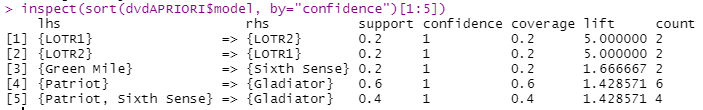 > inspect(sort(dvdAPRIORI$model, by="confidence")[1:5])
lhs rhs support confidence coverage lift count
[1] {LOTR1} => {LOTR2} 0.2 1 0.2 5.000000 2
[2] {LOTR2} => {LOTR1} 0.2 1 0.2 5.000000 2
[3] {Green Mile} => {Sixth Sense} 0.2 1 0.2 1.666667 2
[4] {Patriot} => {Gladiator} 0.6 1 0.6 1.428571 6
[5] {Patriot, Sixth Sense} => {Gladiator} 0.4 1 0.4 1.428571 4